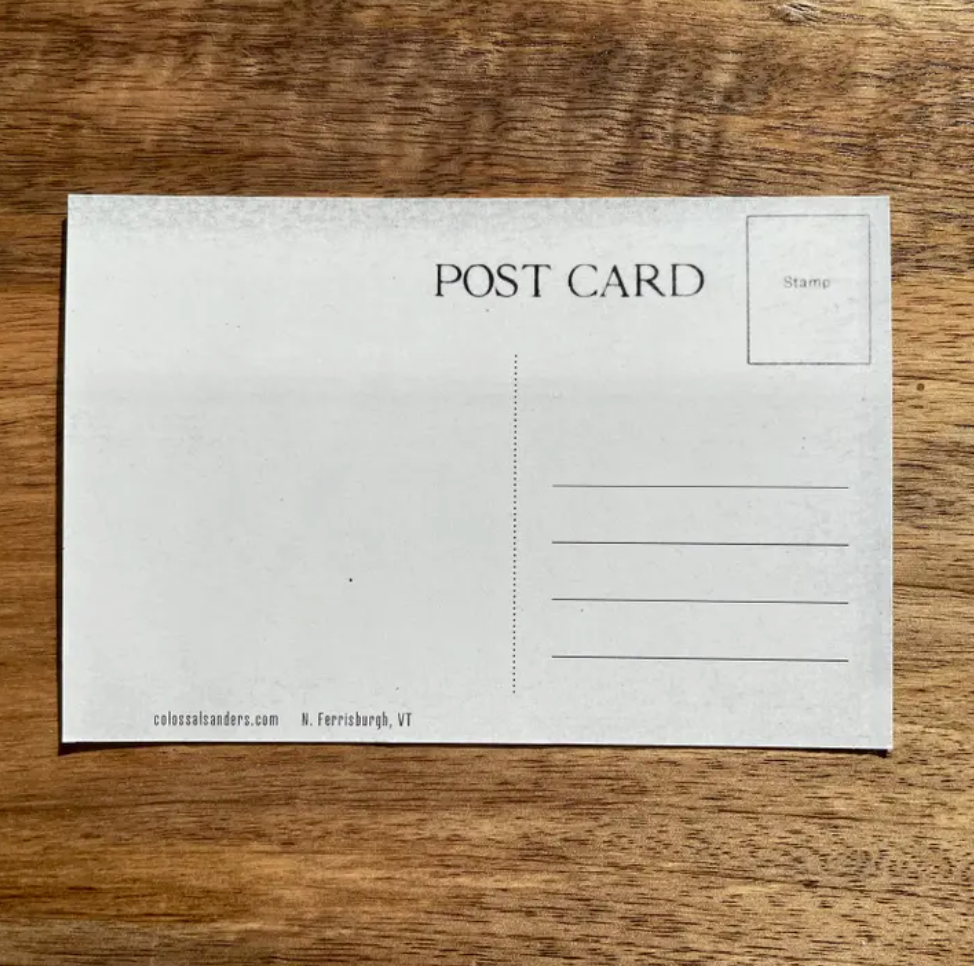 POST CARD
Stamp
colossalsanders.com N. Ferrisburgh, VT